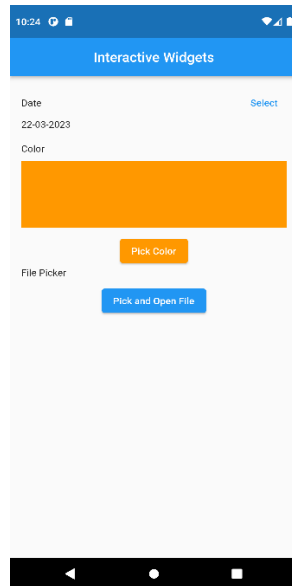 10:24
Interactive Widgets
Date Select
22-03-2023
Color
Pick Color
File Picker
Pick and Open File